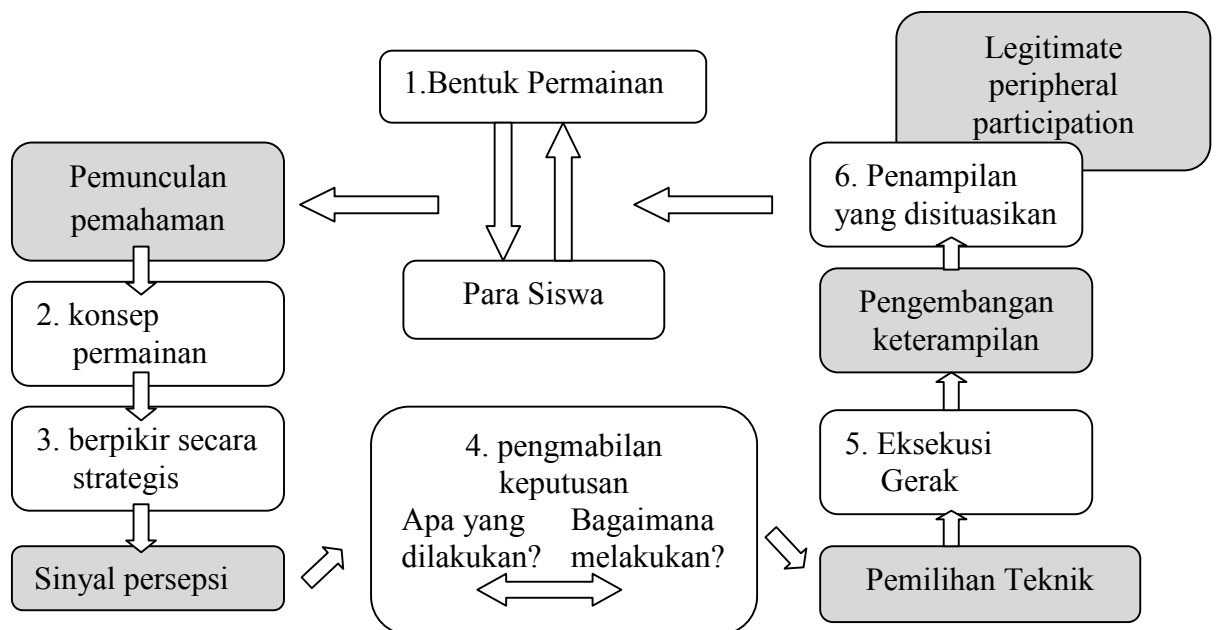 1.Bentuk Permainan
Para Siswa
Pemunculan
pemahaman
2. konsep
permainan
3. berpikir secara
strategis
Sinyal persepsi
4. pengmabilan
keputusan
Apa yang
dilakukan?
Bagaimana
melakukan?
Pemilihan Teknik
5. Eksekusi
Gerak
Pengembangan
keterampilan
6. Penampilan
yang disituasikan
Legitimate
peripheral
participation